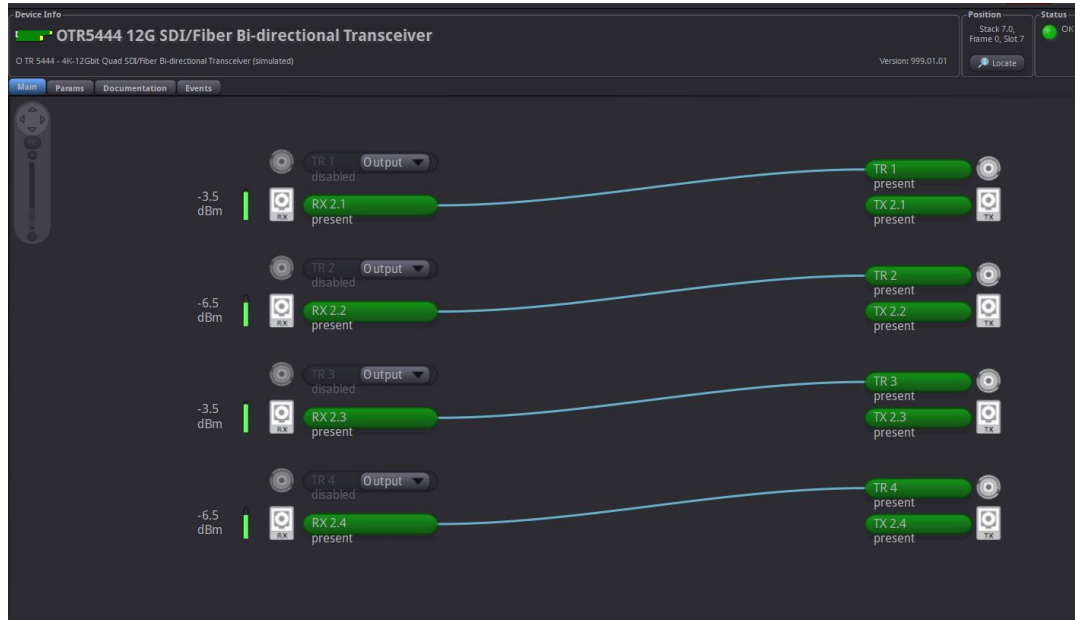 Device Info
OTR5444 12G SDI/Fiber Bi-directional Transceiver
O TR 5444 - 4K-12Gbit Quad SDI/Fiber Bi-directional Transceiver (simulated)
Version: 999.01.01
Position
Stack 7.0,
Frame 0, Slot 7
Locate
Status
OK
Main Params Documentation Events
TR 1 Output
disabled
-3.5
dBm
RX
RX 2.1
present
TR 1
present
TX 2.1
present
TX
TR 2 Output
disabled
-6.5
dBm
RX
RX 2.2
present
TR 2
present
TX 2.2
present
TX
TR 3 Output
disabled
-3.5
dBm
RX
RX 2.3
present
TR 3
present
TX 2.3
present
TX
TR 4 Output
disabled
-6.5
dBm
RX
RX 2.4
present
TR 4
present
TX 2.4
present
TX